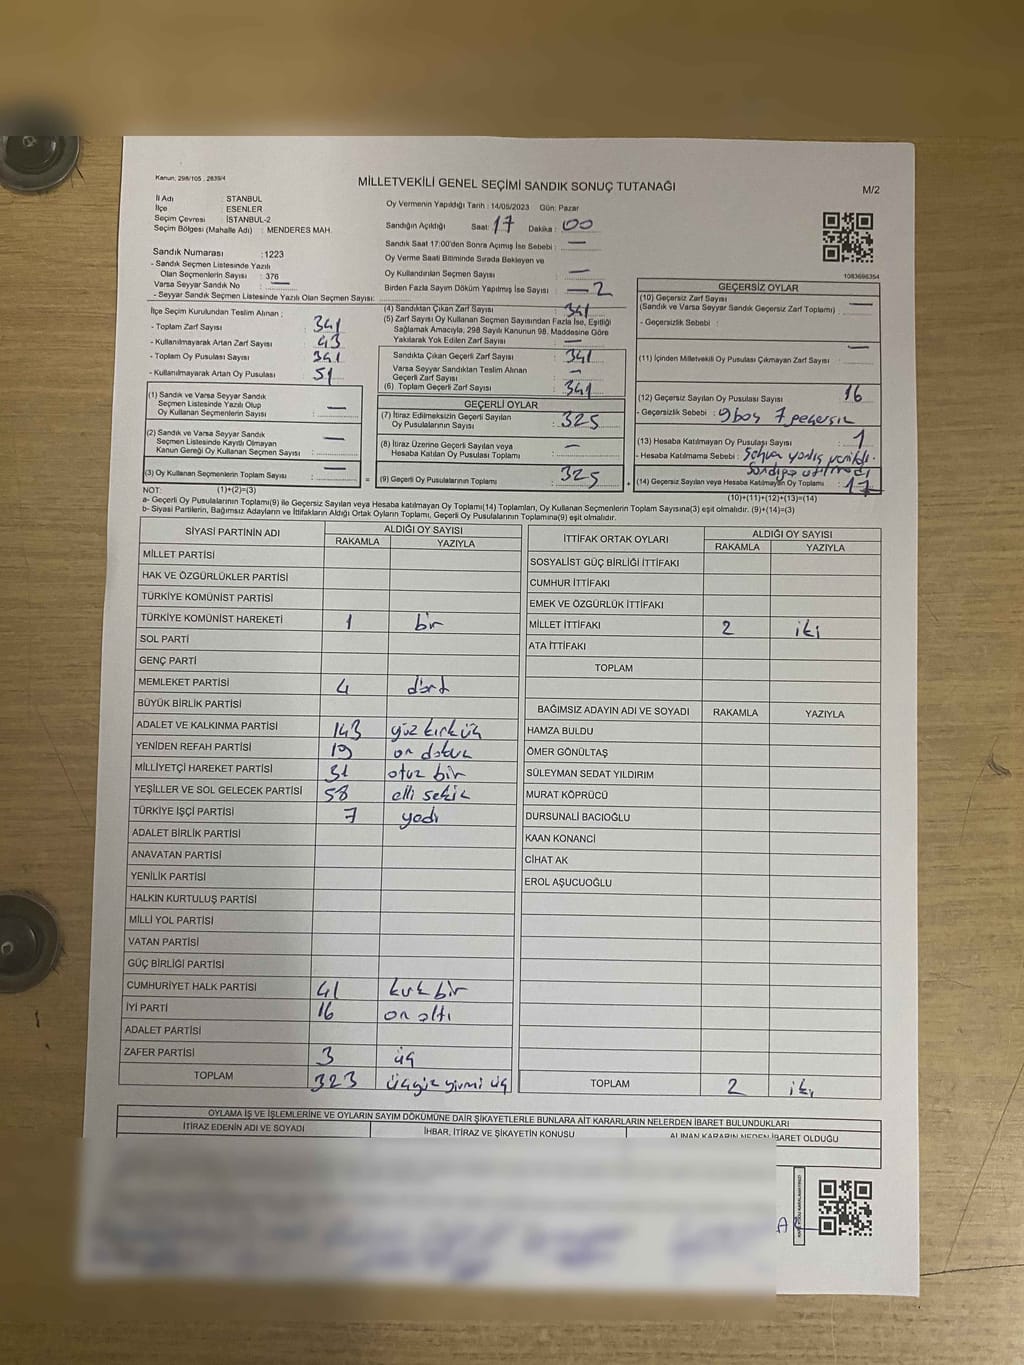 Kanun: 298/105 , 2839/4
MİLLETVEKİLİ GENEL SEÇİMİ SANDIK SONUÇ TUTANAĞI
M/2
İl Adı STANBUL
İlçe ESENLER
Seçim Çevresi : İSTANBUL-2
Seçim Bölgesi (Mahalle Adı) : MENDERES MAH.
Sandık Numarası :1223
- Sandık Seçmen Listesinde Yazılı
Olan Seçmenlerin Sayısı : 376
Varsa Seyyar Sandık No : —
- Seyyar Sandık Seçmen Listesinde Yazılı Olan Seçmen Sayısı:
Oy Vermenin Yapıldığı Tarih : 14/05/2023 Gün: Pazar
Sandığın Açıldığı Saat: 17 Dakika: 00
Sandık Saat 17:00'den Sonra Açımış İse Sebebi : —
Oy Verme Saati Bitiminde Sırada Bekleyen ve
Oy Kullandırılan Seçmen Sayısı : —
Birden Fazla Sayım Döküm Yapılmış İse Sayısı : — 2
1083696354
İlçe Seçim Kurulundan Teslim Alınan ;
- Toplam Zarf Sayısı : 341
- Kullanılmayarak Artan Zarf Sayısı : 43
- Toplam Oy Pusulası Sayısı : 341
- Kullanılmayarak Artan Oy Pusulası : 51
(1) Sandık ve Varsa Seyyar Sandık
Seçmen Listesinde Yazılı Olup
Oy Kullanan Seçmenlerin Sayısı : —
(2) Sandık ve Varsa Seyyar Sandık
Seçmen Listesinde Kayıtlı Olmayan
Kanun Gereği Oy Kullanan Seçmen Sayısı : —
(3) Oy Kullanan Seçmenlerin Toplam Sayısı : —
(4) Sandıktan Çıkan Zarf Sayısı : 341
(5) Zarf Sayısı Oy Kullanan Seçmen Sayısından Fazla İse, Eşitliği
Sağlamak Amacıyla, 298 Sayılı Kanunun 98. Maddesine Göre
Yakılarak Yok Edilen Zarf Sayısı : —
Sandıkta Çıkan Geçerli Zarf Sayısı : 341
Varsa Seyyar Sandıktan Teslim Alınan
Geçerli Zarf Sayısı : —
(6) Toplam Geçerli Zarf Sayısı : 341
GEÇERLİ OYLAR
(7) İtiraz Edilmeksizin Geçerli Sayılan
Oy Pusulalarının Sayısı : 325
(8) İtiraz Üzerine Geçerli Sayılan veya
Hesaba Katılan Oy Pusulası Toplamı : —
= (9) Geçerli Oy Pusulalarının Toplamı : 325
GEÇERSİZ OYLAR
(10) Geçersiz Zarf Sayısı
(Sandık ve Varsa Seyyar Sandık Geçersiz Zarf Toplamı) : —
- Geçersizlik Sebebi : —
(11) İçinden Milletvekili Oy Pusulası Çıkmayan Zarf Sayısı :
(12) Geçersiz Sayılan Oy Pusulası Sayısı : 16
- Geçersizlik Sebebi : 9 boş 7 geçersiz
(13) Hesaba Katılmayan Oy Pusulası Sayısı : 1
- Hesaba Katılmama Sebebi : yanlış
(14) Geçersiz Sayılan veya Hesaba Katılmayan Oy Toplamı : 17
NOT: (1)+(2)=(3)
(10)+(11)+(12)+(13)=(14)
a- Geçerli Oy Pusulalarının Toplamı(9) ile Geçersiz Sayılan veya Hesaba katılmayan Oy Toplamı(14) Toplamları, Oy Kullanan Seçmenlerin Toplam Sayısına(3) eşit olmalıdır. (9)+(14)=(3)
b- Siyasi Partilerin, Bağımsız Adayların ve İttifakların Aldığı Ortak Oyların Toplamı, Geçerli Oy Pusulalarının Toplamına(9) eşit olmalıdır.
SİYASİ PARTİNİN ADI ALDIĞI OY SAYISI
RAKAMLA YAZIYLA
MİLLET PARTİSİ
HAK VE ÖZGÜRLÜKLER PARTİSİ
TÜRKİYE KOMÜNİST PARTİSİ
TÜRKİYE KOMÜNİST HAREKETİ 1 bir
SOL PARTİ
GENÇ PARTİ
MEMLEKET PARTİSİ 4 dört
BÜYÜK BİRLİK PARTİSİ
ADALET VE KALKINMA PARTİSİ 143 yüz kırk üç
YENİDEN REFAH PARTİSİ 19 on dokuz
MİLLİYETÇİ HAREKET PARTİSİ 31 otuz bir
YEŞİLLER VE SOL GELECEK PARTİSİ 58 elli sekiz
TÜRKİYE İŞÇİ PARTİSİ 7 yedi
ADALET BİRLİK PARTİSİ
ANAVATAN PARTİSİ
YENİLİK PARTİSİ
HALKIN KURTULUŞ PARTİSİ
MİLLİ YOL PARTİSİ
VATAN PARTİSİ
GÜÇ BİRLİĞİ PARTİSİ
CUMHURİYET HALK PARTİSİ 41 kırk bir
İYİ PARTİ 16 on altı
ADALET PARTİSİ
ZAFER PARTİSİ 3 üç
TOPLAM 323 üçyüz yirmi üç
İTTİFAK ORTAK OYLARI ALDIĞI OY SAYISI
RAKAMLA YAZIYLA
SOSYALİST GÜÇ BİRLİĞİ İTTİFAKI
CUMHUR İTTİFAKI
EMEK VE ÖZGÜRLÜK İTTİFAKI
MİLLET İTTİFAKI 2 iki
ATA İTTİFAKI
TOPLAM
BAĞIMSIZ ADAYIN ADI VE SOYADI RAKAMLA YAZIYLA
HAMZA BULDU
ÖMER GÖNÜLTAŞ
SÜLEYMAN SEDAT YILDIRIM
MURAT KÖPRÜCÜ
DURSUNALİ BACIOĞLU
KAAN KONANCİ
CİHAT AK
EROL AŞUCUOĞLU
TOPLAM 2 iki
OYLAMA İŞ VE İŞLEMLERİNE VE OYLARIN SAYIM DÖKÜMÜNE DAİR ŞİKAYETLERLE BUNLARA AİT KARARLARIN NELERDEN İBARET BULUNDUKLARI
İTİRAZ EDENİN ADI VE SOYADI İHBAR, İTİRAZ VE ŞİKAYETİN KONUSU ALINAN KARARIN NEDEN İBARET OLDUĞU